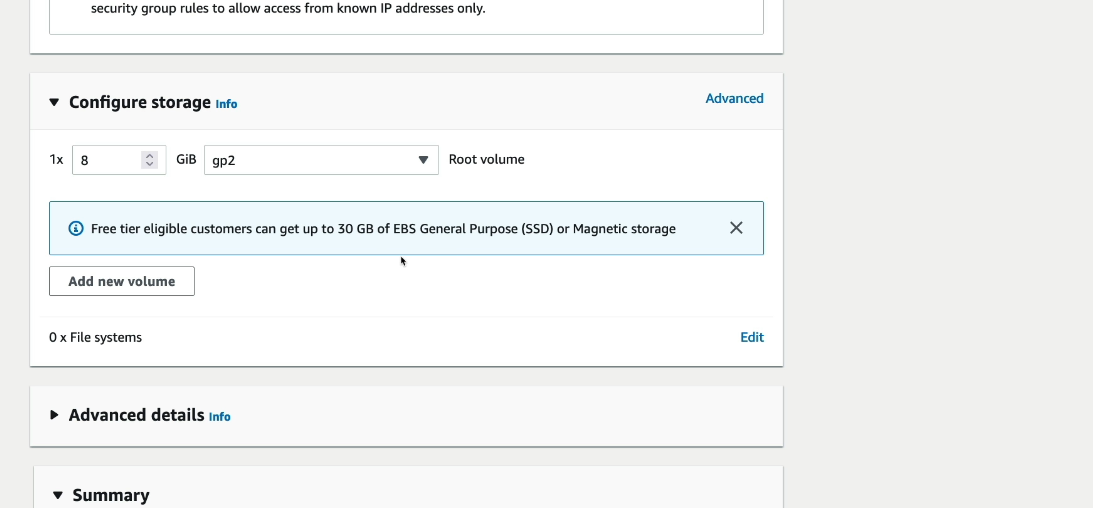 security group rules to allow access from known IP addresses only.
Configure storage Info
Advanced
1x 8 GiB gp2 Root volume
Free tier eligible customers can get up to 30 GB of EBS General Purpose (SSD) or Magnetic storage
Add new volume
0 x File systems
Edit
Advanced details Info
Summary